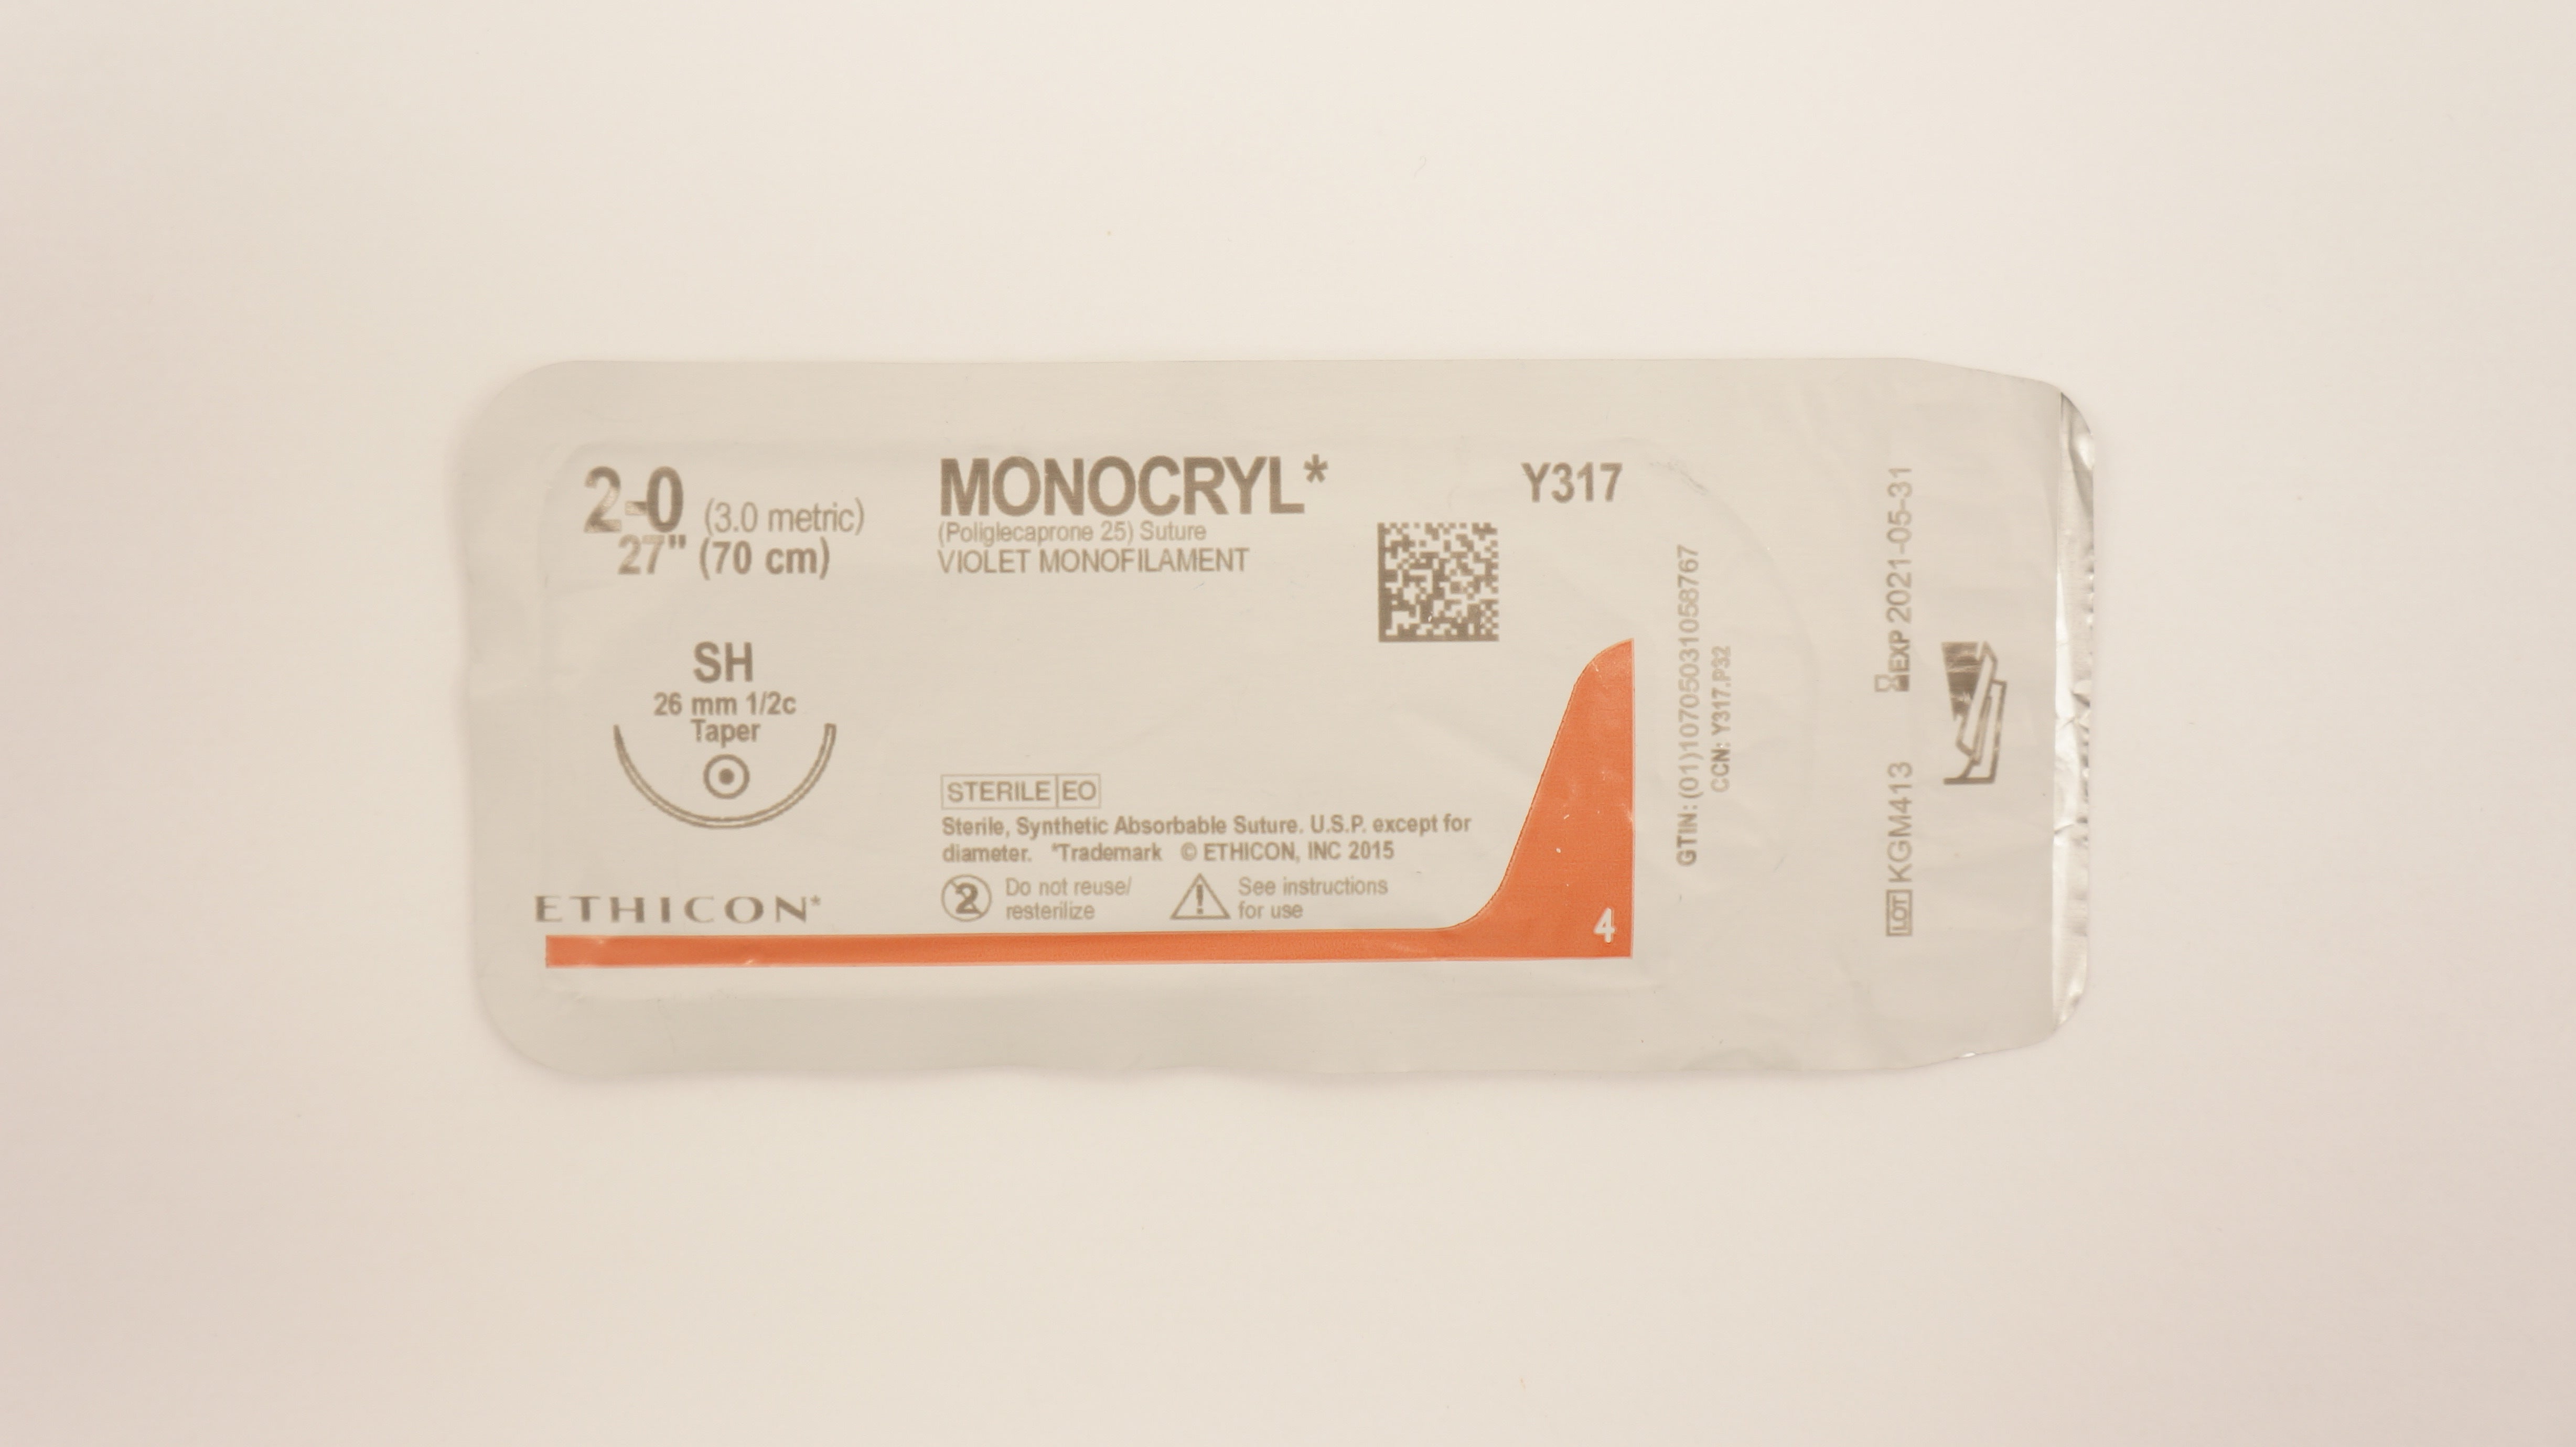 2-0 (3.0 metric)
27" (70 cm)
MONOCRYL*
(Poliglecaprone 25) Suture
VIOLET MONOFILAMENT
Y317
SH
26 mm 1/2c
Taper
STERILE EO
Sterile, Synthetic Absorbable Suture. U.S.P. except for
diameter. *Trademark © ETHICON, INC 2015
2 Do not reuse/
resterilize
! See instructions
for use
ETHICON*
4
GTIN: (01)10705031058767
CCN: Y317.P32
LOT KGM413
EXP 2021-05-31